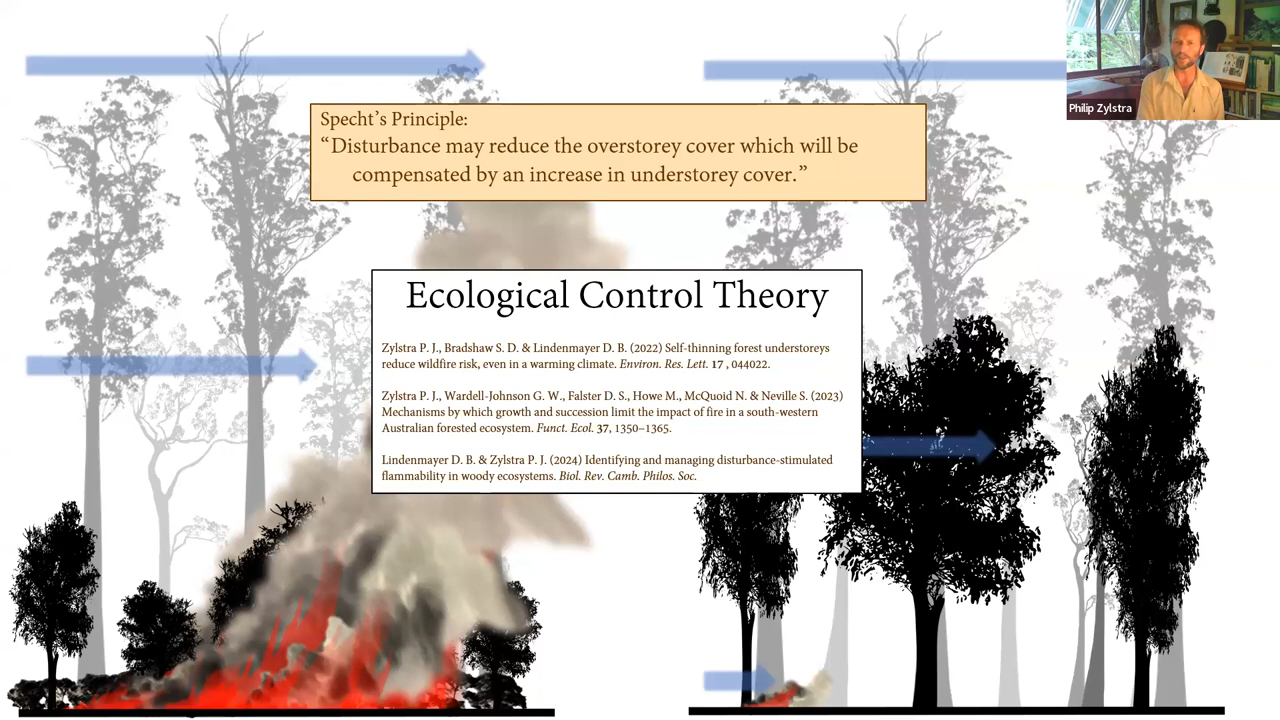 Philip Zylstra
Specht’s Principle:
“Disturbance may reduce the overstorey cover which will be
compensated by an increase in understorey cover.”
Ecological Control Theory
Zylstra P. J., Bradshaw S. D. & Lindenmayer D. B. (2022) Self-thinning forest understoreys
reduce wildfire risk, even in a warming climate. Environ. Res. Lett. 17 , 044022.
Zylstra P. J., Wardell-Johnson G. W., Falster D. S., Howe M., McQuoid N. & Neville S. (2023)
Mechanisms by which growth and succession limit the impact of fire in a south-western
Australian forested ecosystem. Funct. Ecol. 37, 1350–1365.
Lindenmayer D. B. & Zylstra P. J. (2024) Identifying and managing disturbance-stimulated
flammability in woody ecosystems. Biol. Rev. Camb. Philos. Soc.